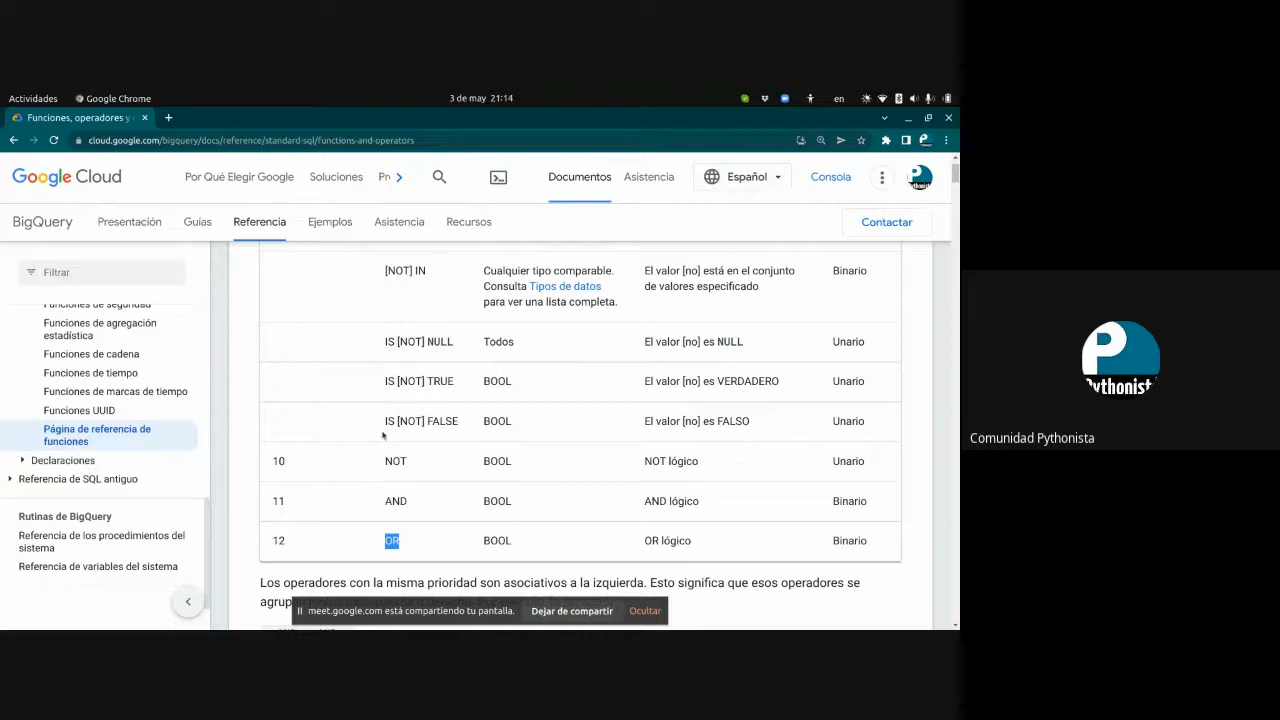 Actividades
Google Chrome
3 de may 21:14
en
Funciones, operadores y
cloud.google.com/bigquery/docs/reference/standard-sql/functions-and-operators
Google Cloud
Por Qué Elegir Google
Soluciones
Documentos
Asistencia
Español
Consola
BigQuery
Presentación
Guías
Referencia
Ejemplos
Asistencia
Recursos
Contactar
Filtrar
Funciones de seguridad
Funciones de agregación
estadística
Funciones de cadena
Funciones de tiempo
Funciones de marcas de tiempo
Funciones UUID
Página de referencia de
funciones
Declaraciones
Referencia de SQL antiguo
Rutinas de BigQuery
Referencia de los procedimientos del
sistema
Referencia de variables del sistema
[NOT] IN
Cualquier tipo comparable.
Consulta Tipos de datos
para ver una lista completa.
El valor [no] está en el conjunto
de valores especificado
Binario
IS [NOT] NULL Todos El valor [no] es NULL Unario
IS [NOT] TRUE BOOL El valor [no] es VERDADERO Unario
IS [NOT] FALSE BOOL El valor [no] es FALSO Unario
10 NOT BOOL NOT lógico Unario
11 AND BOOL AND lógico Binario
12 OR BOOL OR lógico Binario
Los operadores con la misma prioridad son asociativos a la izquierda. Esto significa que esos operadores se
meet.google.com está compartiendo tu pantalla.
Dejar de compartir
Ocultar
Pythonist
Comunidad Pythonista